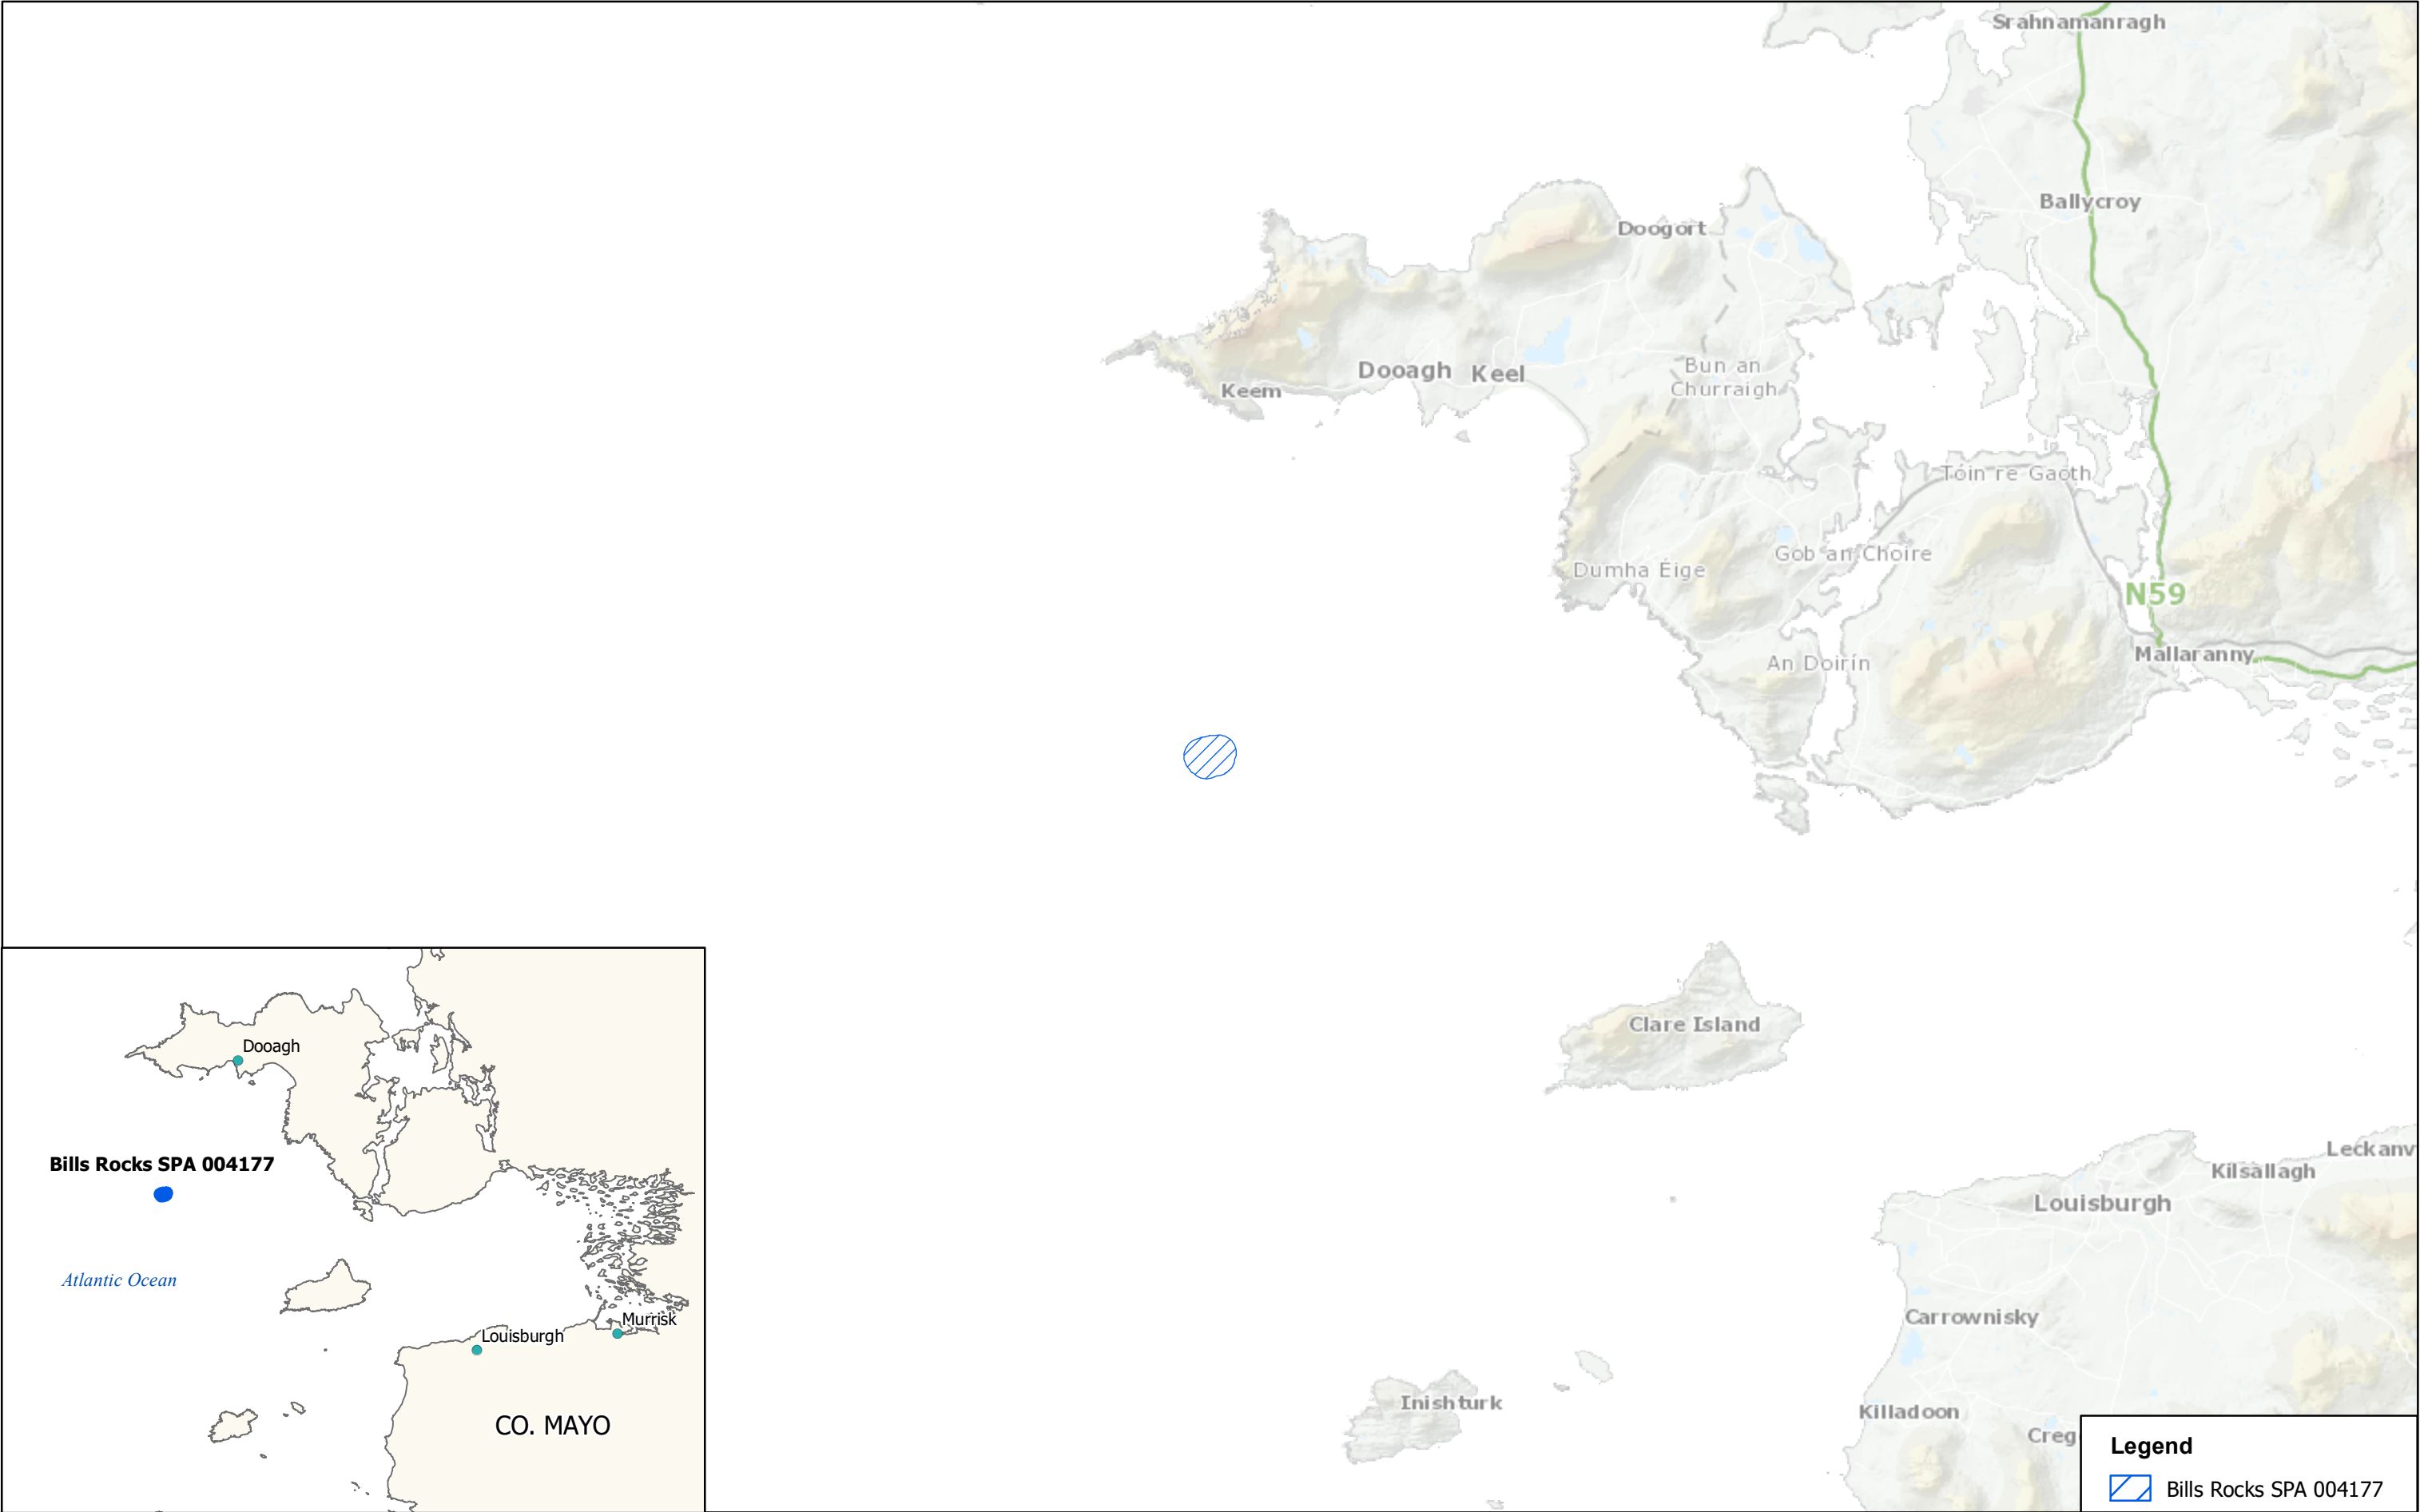 Srahnamanragh
Ballycroy
Doogort
Bun an
Churraigh
Dooagh
Keel
Keem
Tóin re Gaoth
Gob an Choire
Dumha Éige
N59
Mallaranny
An Doirín
Clare Island
Leckanv
Kilsallagh
Louisburgh
Carrownisky
Inishturk
Killadoon
Creg
Dooagh
Bills Rocks SPA 004177
Atlantic Ocean
Murrisk
Louisburgh
CO. MAYO
Legend
Bills Rocks SPA 004177